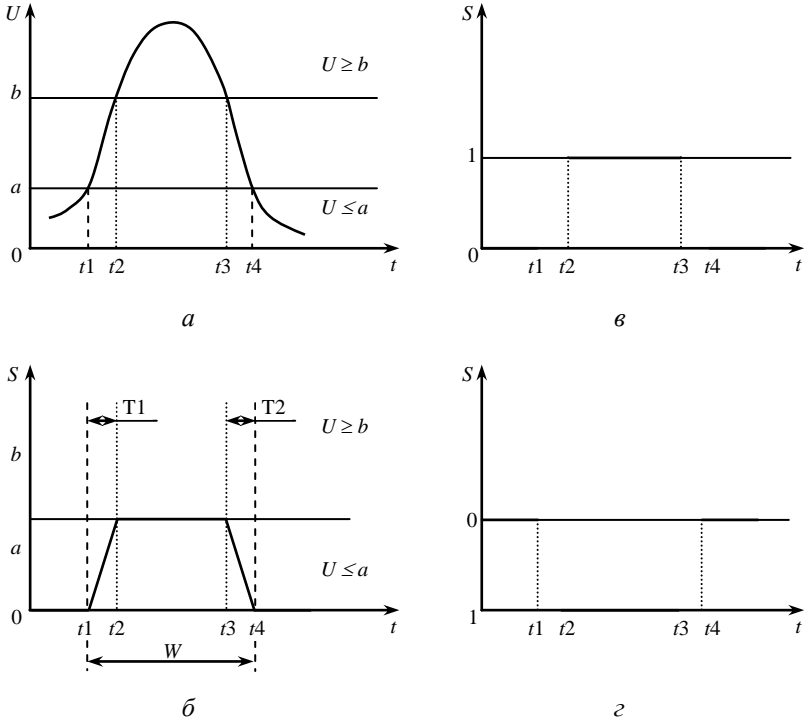 U
U ≥ b
b
a
U ≤ a
0
t1 t2 t3 t4 t
а
S
1
0
t1 t2 t3 t4 t
в
S
T1 T2
U ≥ b
b
a
U ≤ a
0
t1 t2 t3 t4 t
W
б
S
0
1
t1 t2 t3 t4 t
г